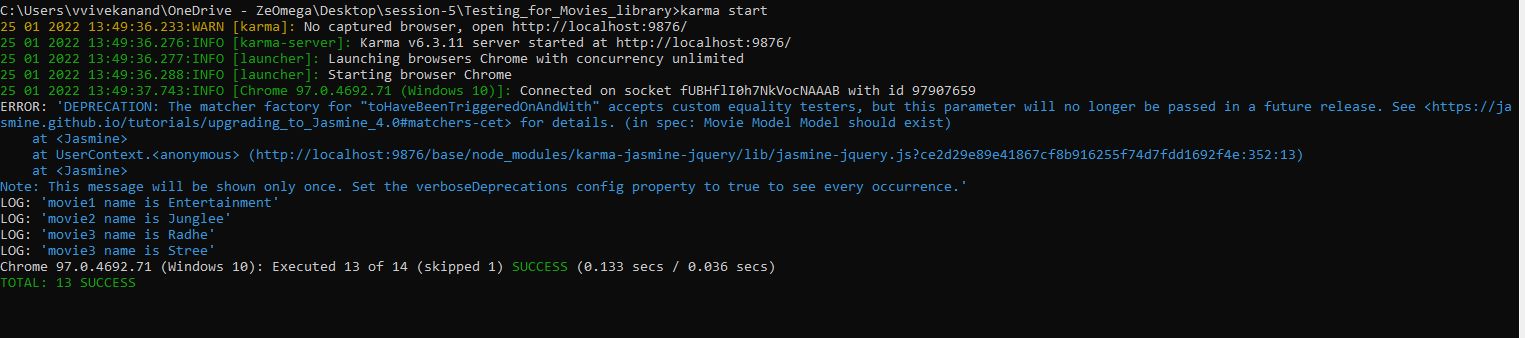 C:\Users\vvivekanand\OneDrive - ZeOmega\Desktop\session-5\Testing_for_Movies_library>karma start
25 01 2022 13:49:36.233:WARN [karma]: No captured browser, open http://localhost:9876/
25 01 2022 13:49:36.276:INFO [karma-server]: Karma v6.3.11 server started at http://localhost:9876/
25 01 2022 13:49:36.277:INFO [launcher]: Launching browsers Chrome with concurrency unlimited
25 01 2022 13:49:36.288:INFO [launcher]: Starting browser Chrome
25 01 2022 13:49:37.743:INFO [Chrome 97.0.4692.71 (Windows 10)]: Connected on socket fUBHflI0h7NkVocNAAAB with id 97907659
ERROR: 'DEPRECATION: The matcher factory for "toHaveBeenTriggeredOnAndWith" accepts custom equality testers, but this parameter will no longer be passed in a future release. See <https://ja
smine.github.io/tutorials/upgrading_to_Jasmine_4.0#matchers-cet> for details. (in spec: Movie Model Model should exist)
    at <Jasmine>
    at UserContext.<anonymous> (http://localhost:9876/base/node_modules/karma-jasmine-jquery/lib/jasmine-jquery.js?ce2d29e89e41867cf8b916255f74d7fdd1692f4e:352:13)
    at <Jasmine>
Note: This message will be shown only once. Set the verboseDeprecations config property to true to see every occurrence.'
LOG: 'movie1 name is Entertainment'
LOG: 'movie2 name is Junglee'
LOG: 'movie3 name is Radhe'
LOG: 'movie3 name is Stree'
Chrome 97.0.4692.71 (Windows 10): Executed 13 of 14 (skipped 1) SUCCESS (0.133 secs / 0.036 secs)
TOTAL: 13 SUCCESS